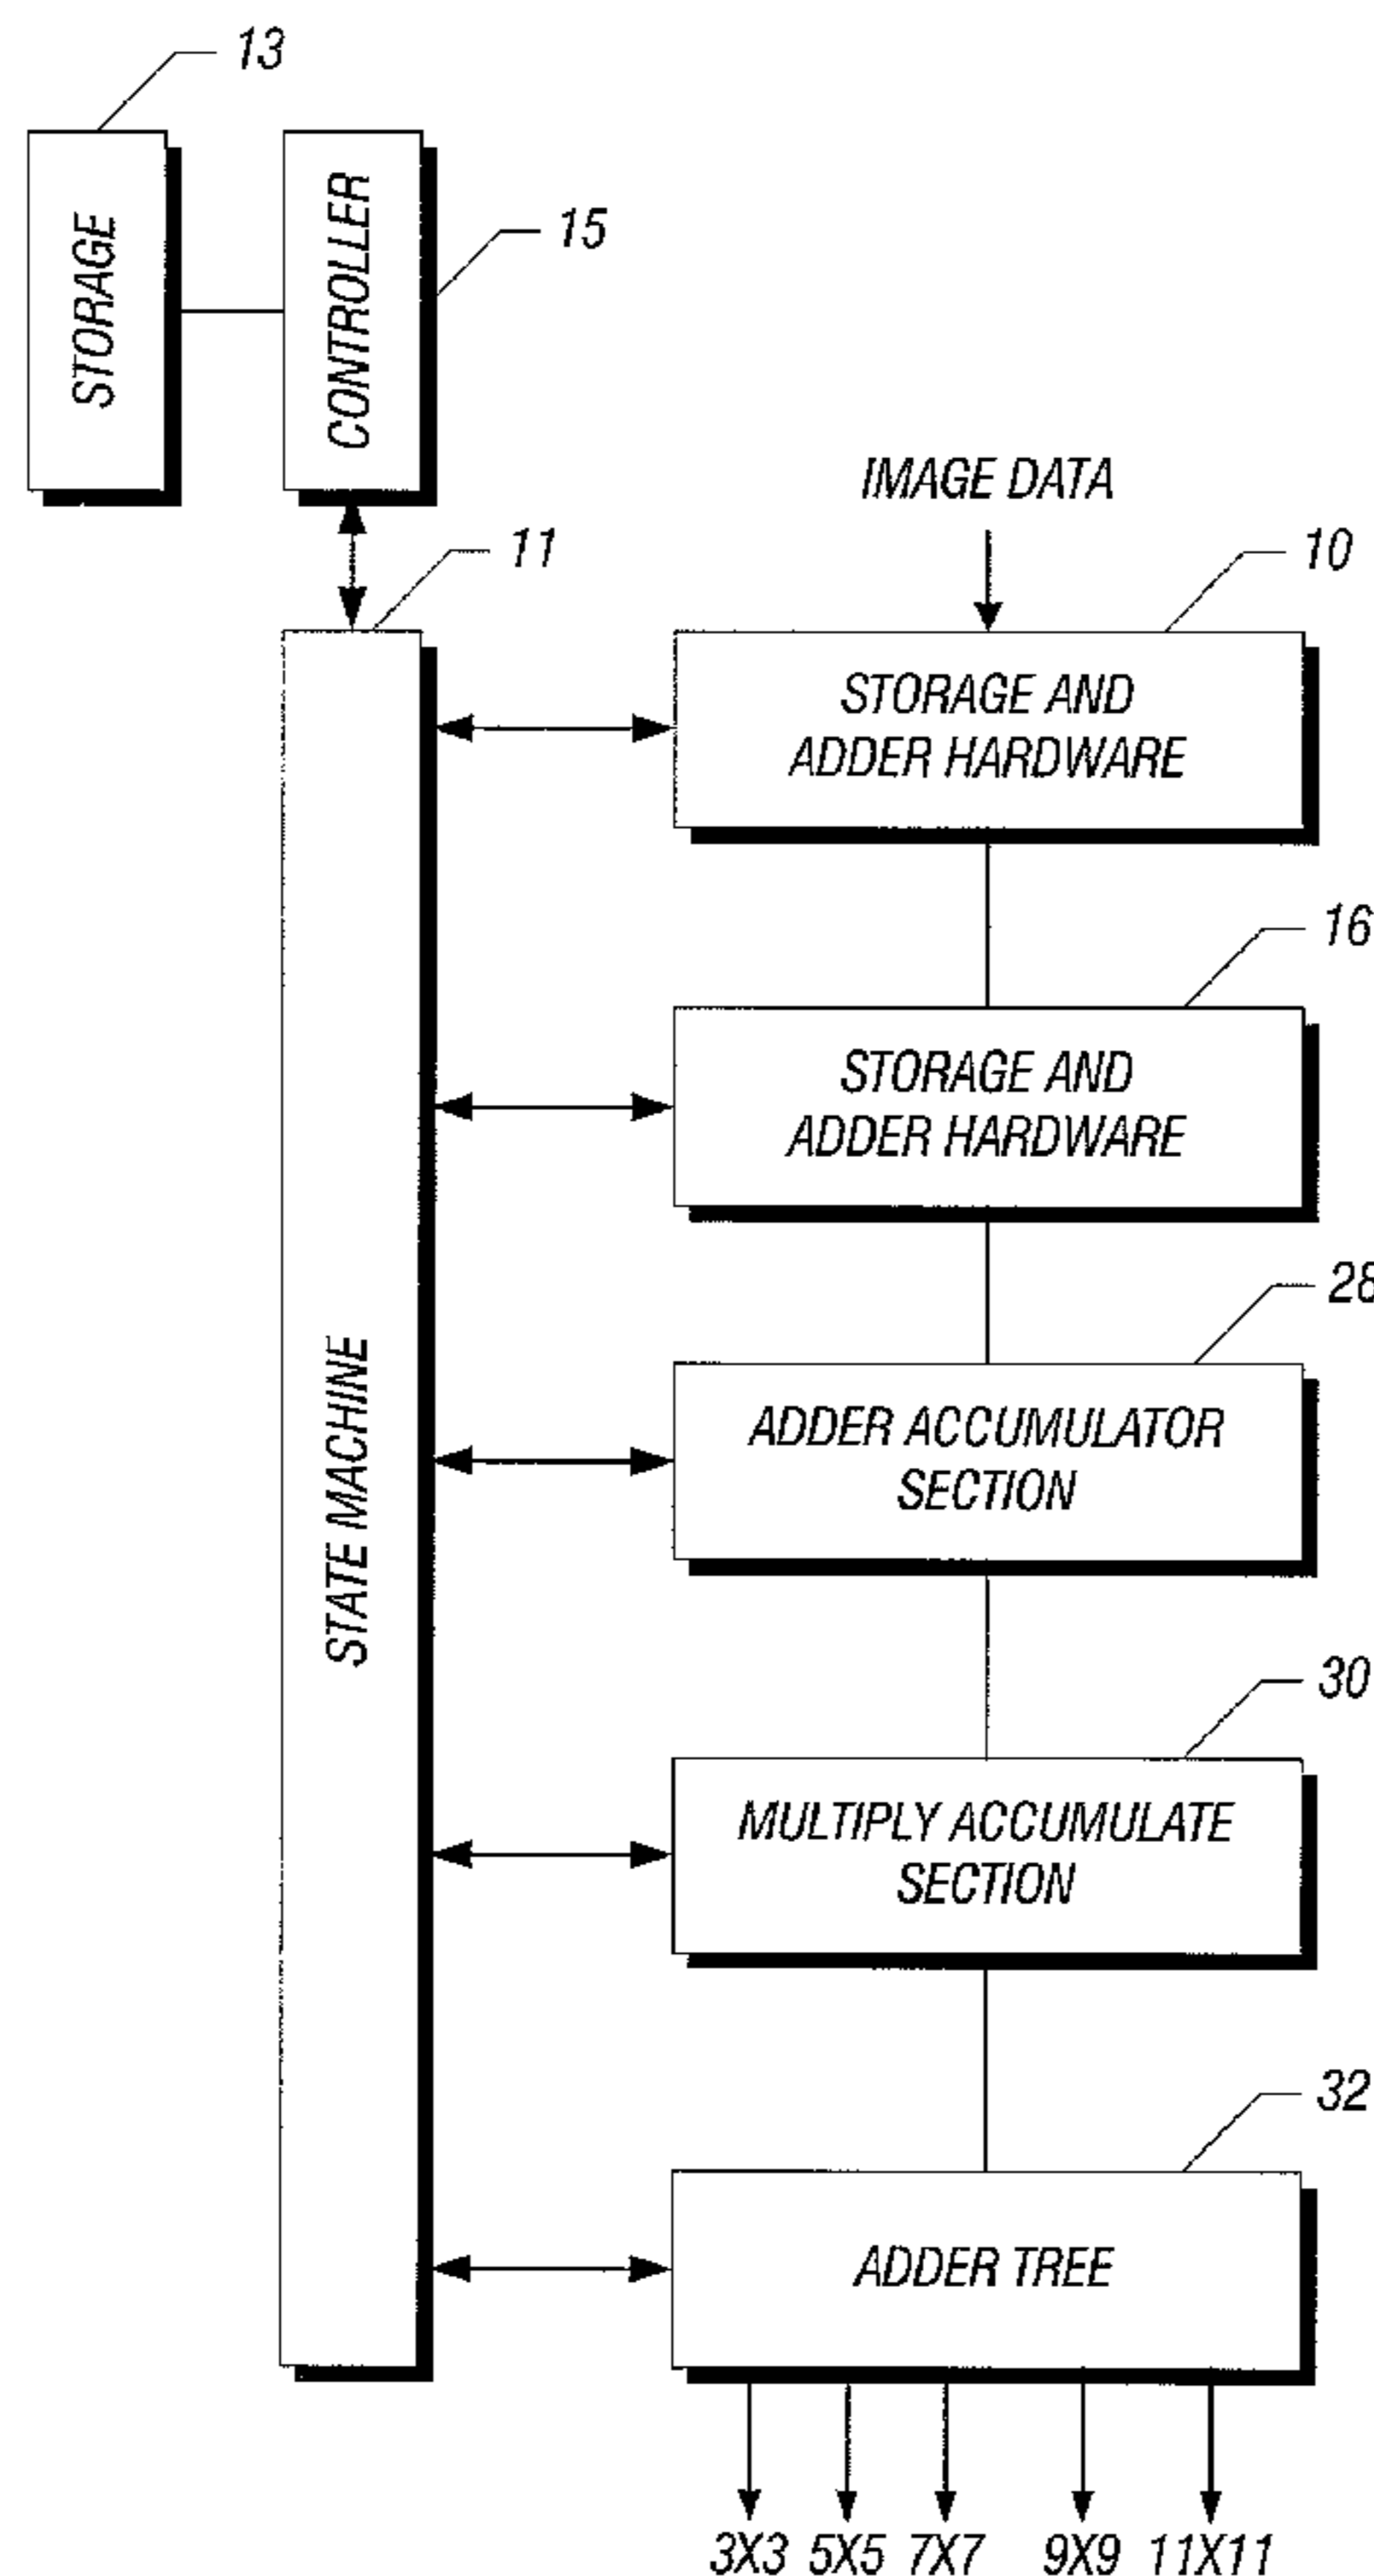 13
STORAGE
CONTROLLER
15
IMAGE DATA
11
10
STORAGE AND
ADDER HARDWARE
16
STORAGE AND
ADDER HARDWARE
28
ADDER ACCUMULATOR
SECTION
STATE MACHINE
30
MULTIPLY ACCUMULATE
SECTION
32
ADDER TREE
3X3 5X5 7X7 9X9 11X11